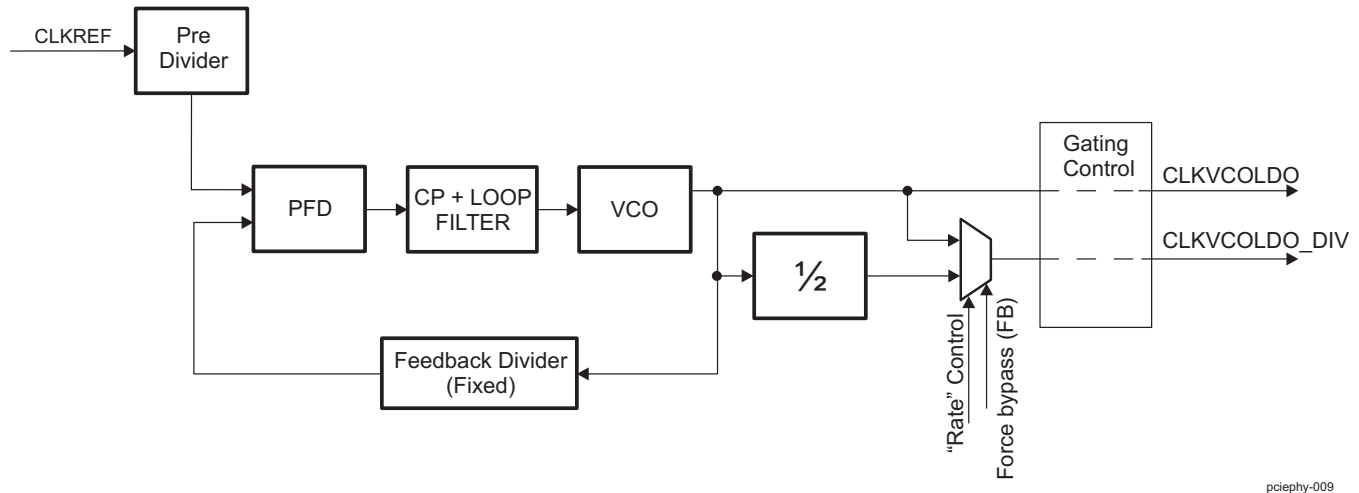 CLKREF
Pre
Divider
Gating
Control
CLKVCOLDO
PFD
CP + LOOP
FILTER
VCO
CLKVCOLDO_DIV
½
Feedback Divider
(Fixed)
“Rate” Control
Force bypass (FB)
pciephy-009